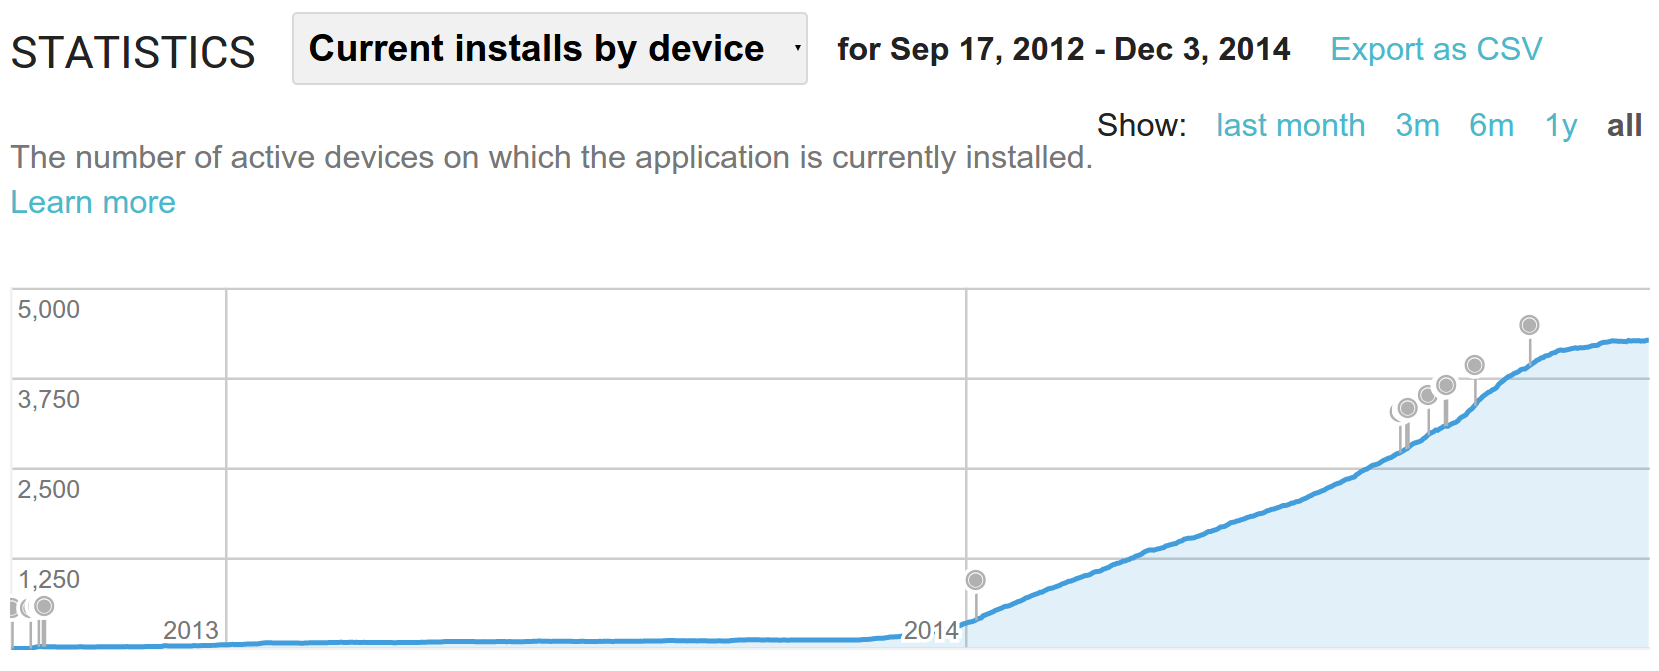 STATISTICS Current installs by device for Sep 17, 2012 - Dec 3, 2014 Export as CSV
Show: last month 3m 6m 1y all
The number of active devices on which the application is currently installed.
Learn more
5,000
3,750
2,500
1,250
2013 2014